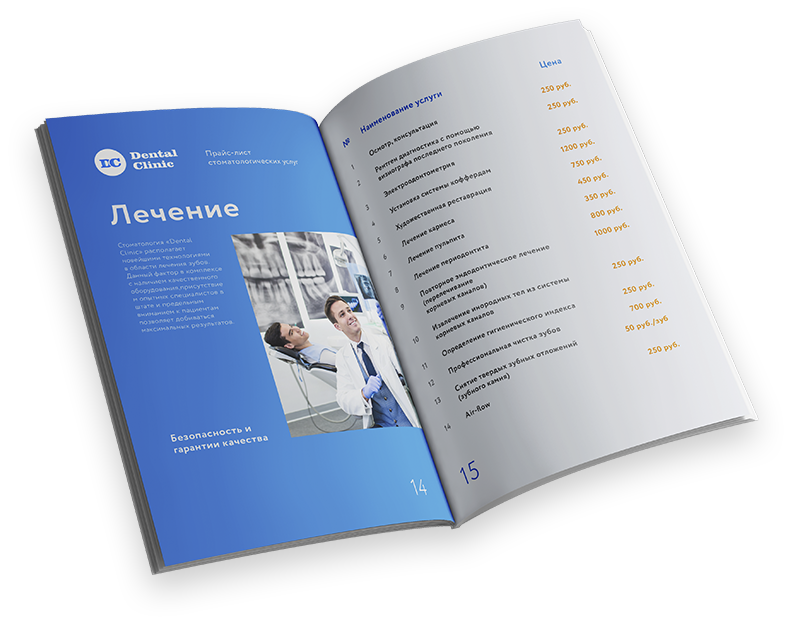 DC Dental
Clinic
Прайс-лист
стоматологических услуг
Лечение
Стоматология «Dental
Clinic» располагает
новейшими технологиями
в области лечения зубов.
Данный фактор в комплексе
с наличием качественного
оборудования,присутствие
и опытных специалистов в
штате и предельным
вниманием к пациентам
позволяет добиваться
максимальных результатов.
Безопасность и
гарантии качества
14
№ Наименование услуги Цена
1 Осмотр, консультация 250 руб.
2 Рентген диагностика с помощью 250 руб.
визиографа последнего поколения
3 Электроодонтометрия 250 руб.
4 Установка системы коффердам 1200 руб.
5 Художественная реставрация 750 руб.
6 Лечение кариеса 450 руб.
7 Лечение пульпита 350 руб.
8 Лечение периодонтита 800 руб.
9 Повторное эндодонтическое лечение 1000 руб.
(перелечивание
корневых каналов)
10 Извлечение инородных тел из системы 250 руб.
корневых каналов
11 Определение гигиенического индекса 250 руб.
12 Профессиональная чистка зубов 700 руб.
13 Снятие твердых зубных отложений 50 руб./зуб
(зубного камня)
14 Air-flow 250 руб.
15